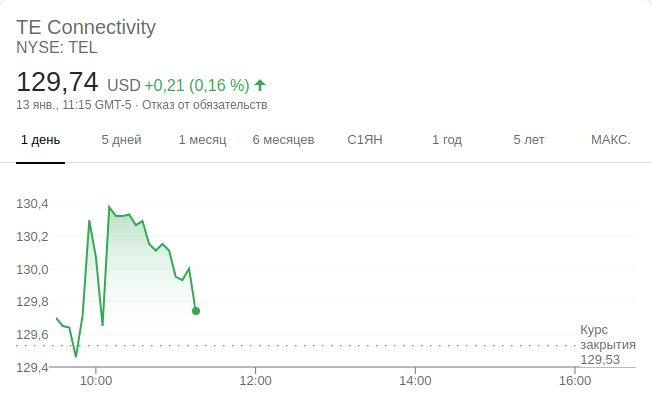 TE Connectivity
NYSE: TEL
129,74 USD +0,21 (0,16 %)
13 янв., 11:15 GMT-5 · Отказ от обязательств
1 день 5 дней 1 месяц 6 месяцев С1ЯН 1 год 5 лет МАКС.
130,4
130,2
130,0
129,8
129,6
129,4
Курс
закрытия
129,53
10:00 12:00 14:00 16:00